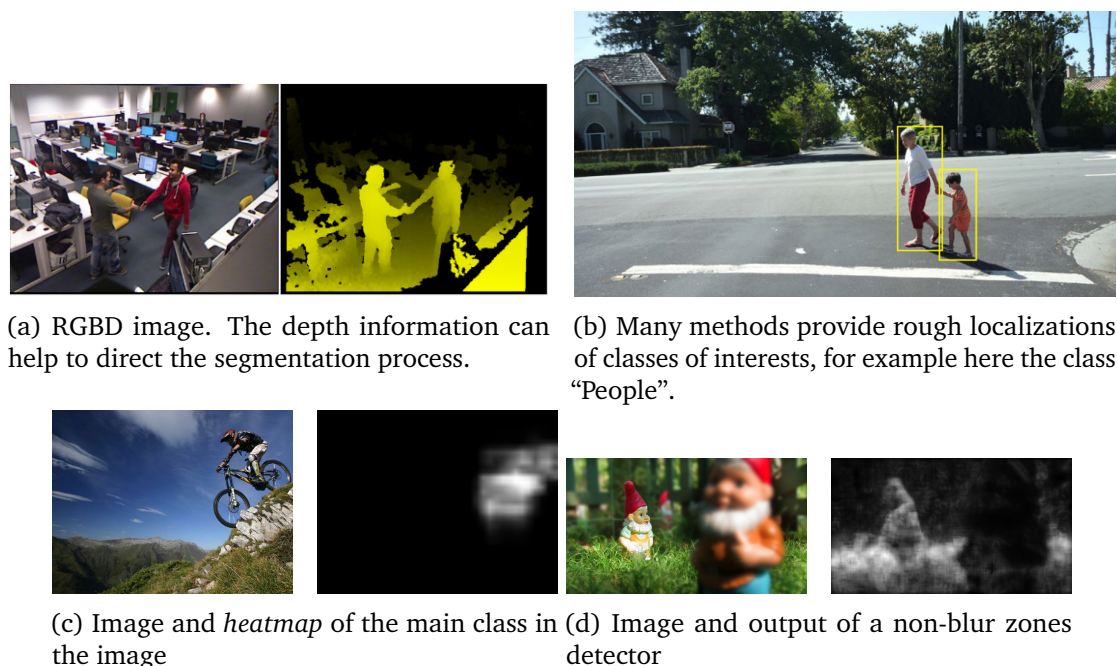 (a) RGBD image. The depth information can
help to direct the segmentation process.
(b) Many methods provide rough localizations
of classes of interests, for example here the class
“People”.
(c) Image and heatmap of the main class in
the image
(d) Image and output of a non-blur zones
detector